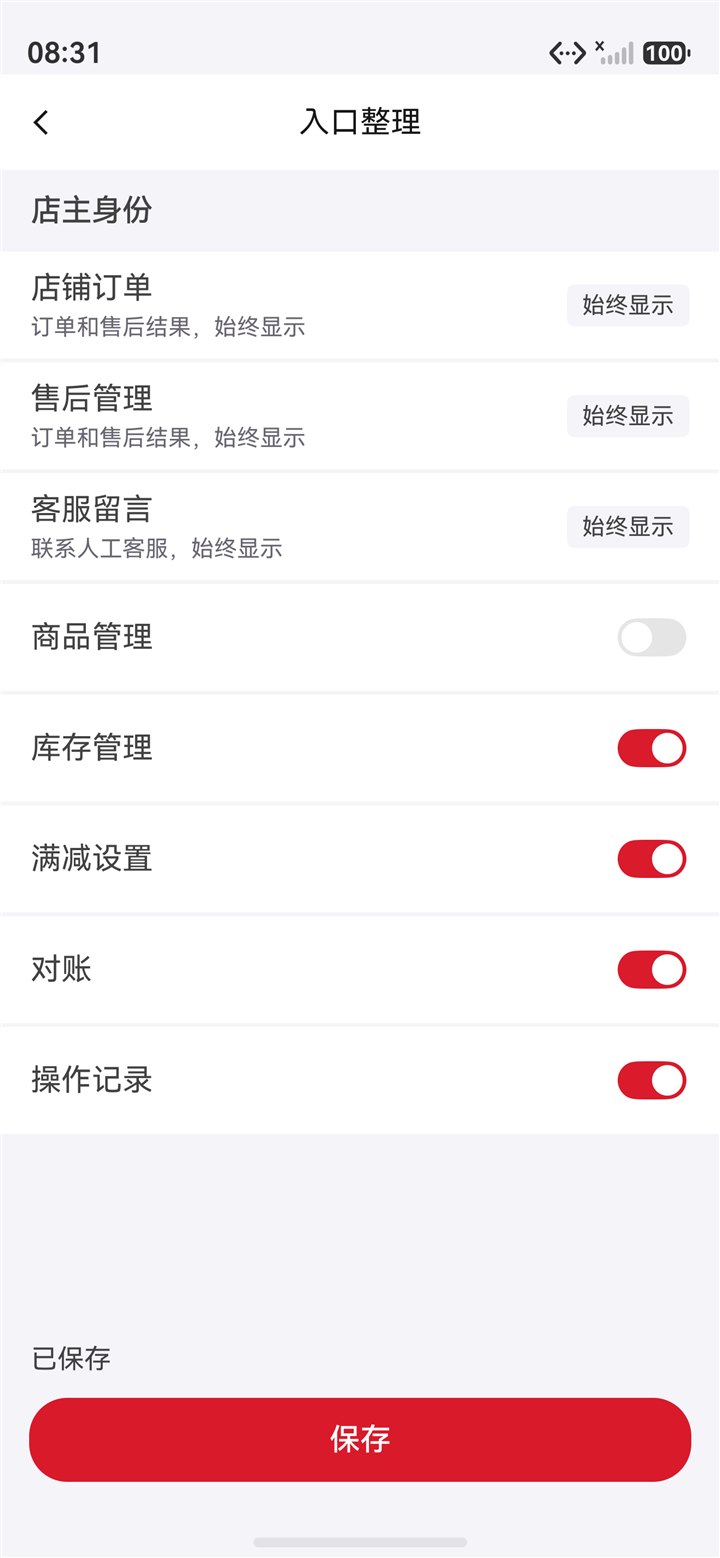 08:31
100
入口整理
店主身份
店铺订单
订单和售后结果，始终显示
始终显示
售后管理
订单和售后结果，始终显示
始终显示
客服留言
联系人工客服，始终显示
始终显示
商品管理
库存管理
满减设置
对账
操作记录
已保存
保存